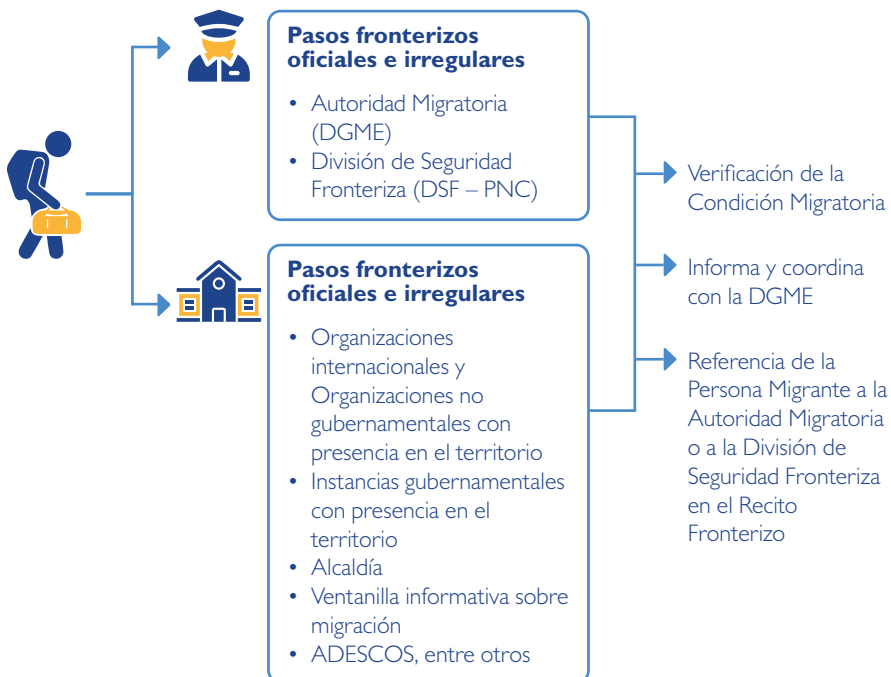 Pasos fronterizos
oficiales e irregulares
• Autoridad Migratoria
(DGME)
• División de Seguridad
Fronteriza (DSF – PNC)
Pasos fronterizos
oficiales e irregulares
• Organizaciones
internacionales y
Organizaciones no
gubernamentales con
presencia en el territorio
• Instancias gubernamentales
con presencia en el
territorio
• Alcaldía
• Ventanilla informativa sobre
migración
• ADESCOS, entre otros
Verificación de la
Condición Migratoria
Informa y coordina
con la DGME
Referencia de la
Persona Migrante a la
Autoridad Migratoria
o a la División de
Seguridad Fronteriza
en el Recito
Fronterizo